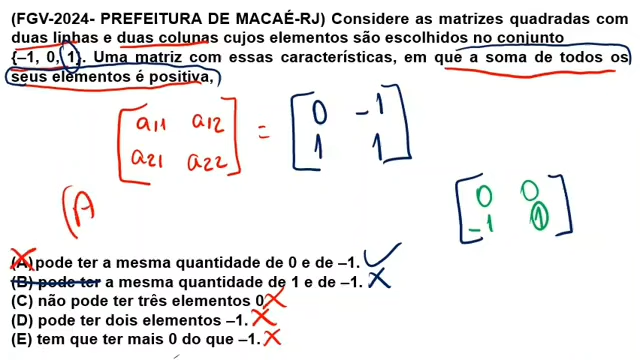 (FGV-2024- PREFEITURA DE MACAÉ-RJ) Considere as matrizes quadradas com
duas linhas e duas colunas cujos elementos são escolhidos no conjunto
{–1, 0, 1}. Uma matriz com essas características, em que a soma de todos os
seus elementos é positiva,
a11 a12 = 0 -1
a21 a22 1 1
0 0
-1 1
(A
(A) pode ter a mesma quantidade de 0 e de –1.
(B) pode ter a mesma quantidade de 1 e de –1.
(C) não pode ter três elementos 0.
(D) pode ter dois elementos –1.
(E) tem que ter mais 0 do que –1.